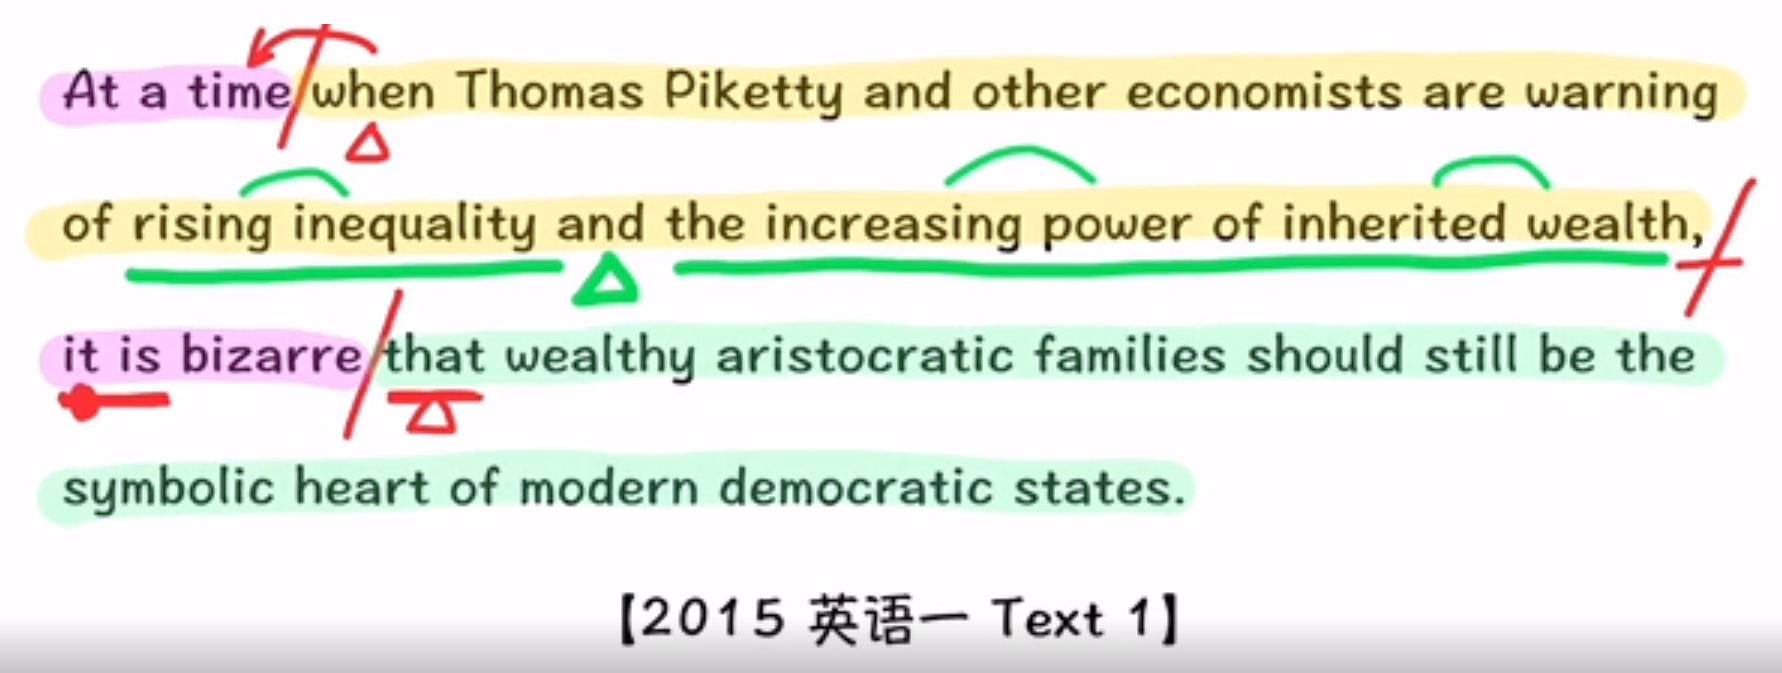 At a time when Thomas Piketty and other economists are warning
of rising inequality and the increasing power of inherited wealth,
it is bizarre that wealthy aristocratic families should still be the
symbolic heart of modern democratic states.
【2015 英语一 Text 1】